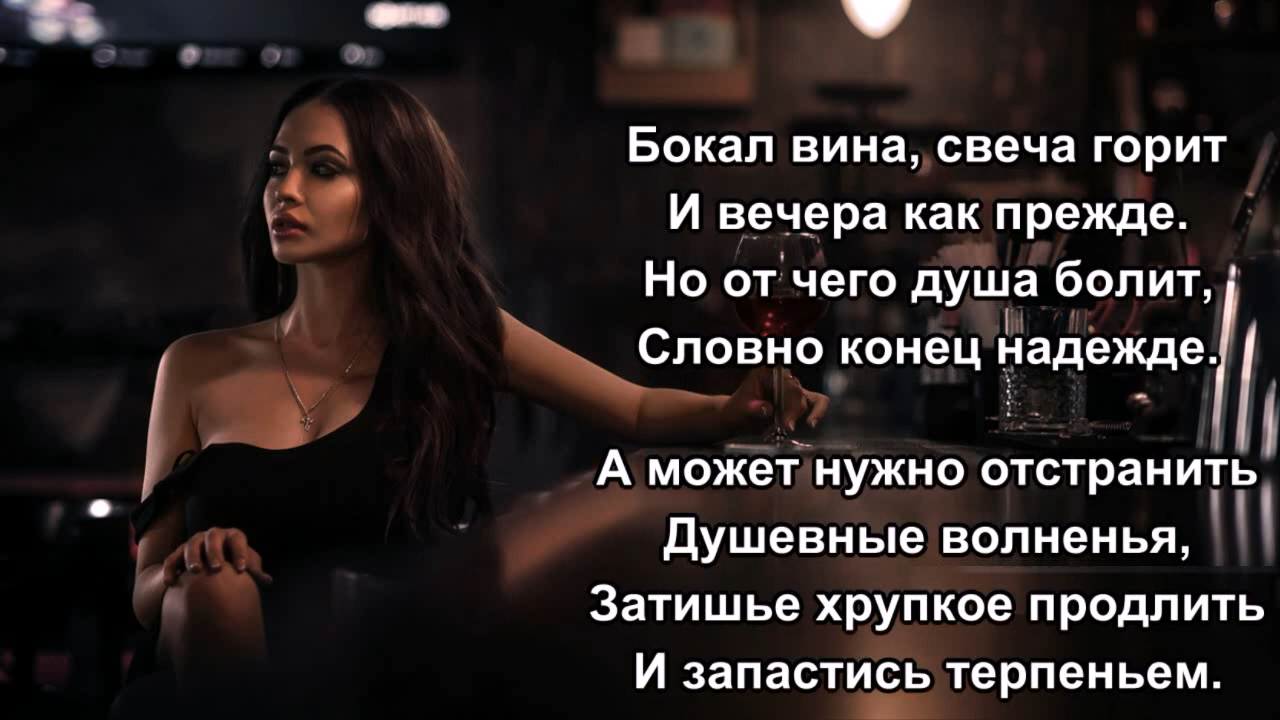 Бокал вина, свеча горит
И вечера как прежде.
Но от чего душа болит,
Словно конец надежде.
А может нужно отстранить
Душевные волненья,
Затишье хрупкое продлить
И запастись терпеньем.